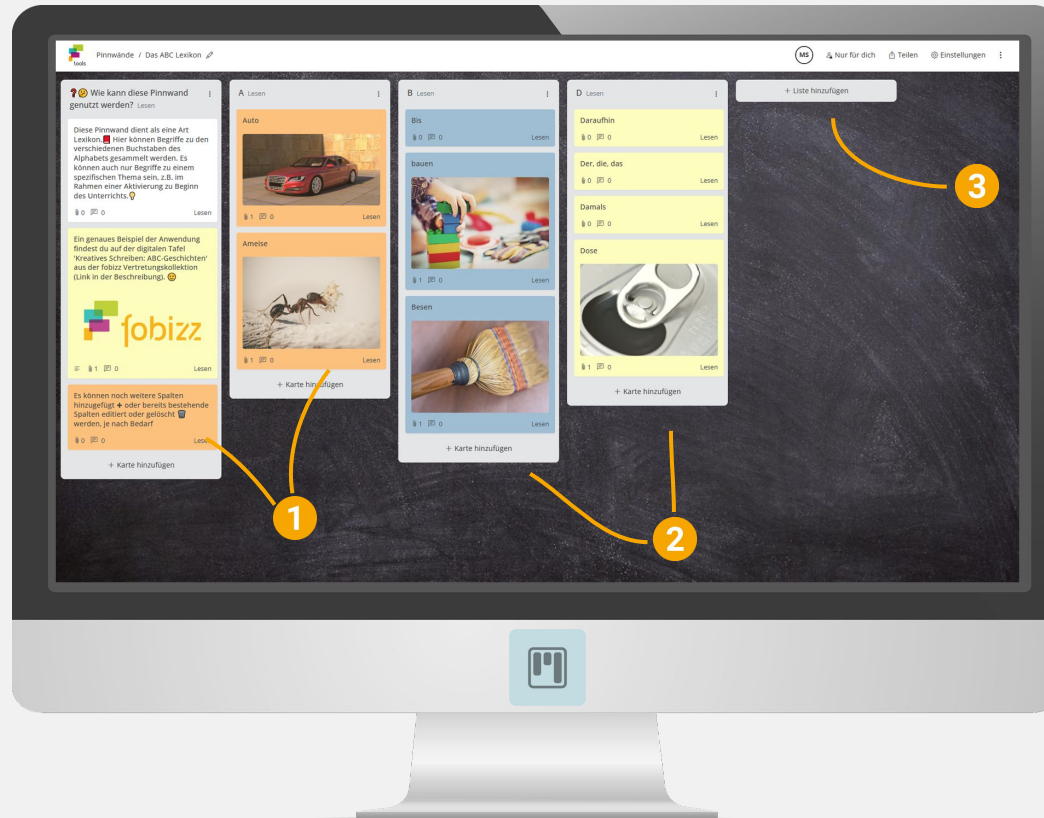 tools
Pinnwände / Das ABC Lexikon
MS
Nur für dich
Teilen
Einstellungen
Wie kann diese Pinnwand
genutzt werden? Lesen
Diese Pinnwand dient als eine Art
Lexikon. Hier können Begriffe zu den
verschiedenen Buchstaben des
Alphabets gesammelt werden. Es
können auch nur Begriffe zu einem
spezifischen Thema sein, z.B. im
Rahmen einer Aktivierung zu Beginn
des Unterrichts.
0 0 Lesen
Ein genaues Beispiel der Anwendung
findest du auf der digitalen Tafel
'Kreatives Schreiben: ABC-Geschichten'
aus der fobizz Vertretungskollektion
(Link in der Beschreibung).
fobizz
1 0 Lesen
Es können noch weitere Spalten
hinzugefügt + oder bereits bestehende
Spalten editiert oder gelöscht
werden, je nach Bedarf
0 0 Lesen
+ Karte hinzufügen
A Lesen
Auto
1 0 Lesen
Ameise
1 0 Lesen
+ Karte hinzufügen
B Lesen
Bis
0 0 Lesen
bauen
1 0 Lesen
Besen
1 0 Lesen
+ Karte hinzufügen
D Lesen
Daraufhin
0 0 Lesen
Der, die, das
0 0 Lesen
Damals
0 0 Lesen
Dose
1 0 Lesen
+ Karte hinzufügen
+ Liste hinzufügen
1
2
3